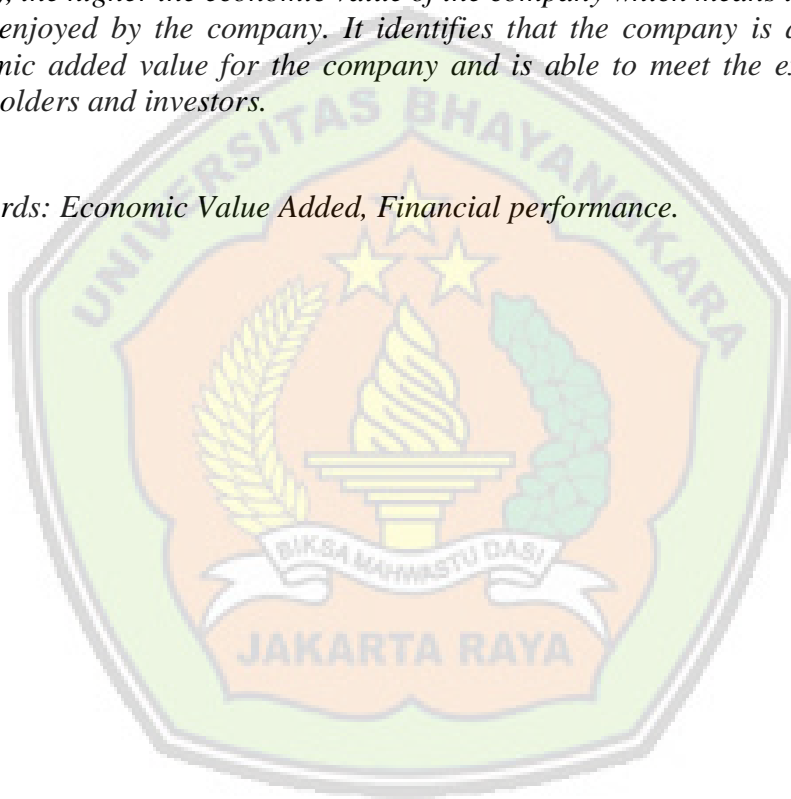 , the higher the economic value of the company which means
enjoyed by the company. It identifies that the company is
mic added value for the company and is able to meet the
olders and investors.
rds: Economic Value Added, Financial performance.
UNIVERSITAS BHAYANGKARA
BIKSA MAHWASTU DASI
JAKARTA RAYA